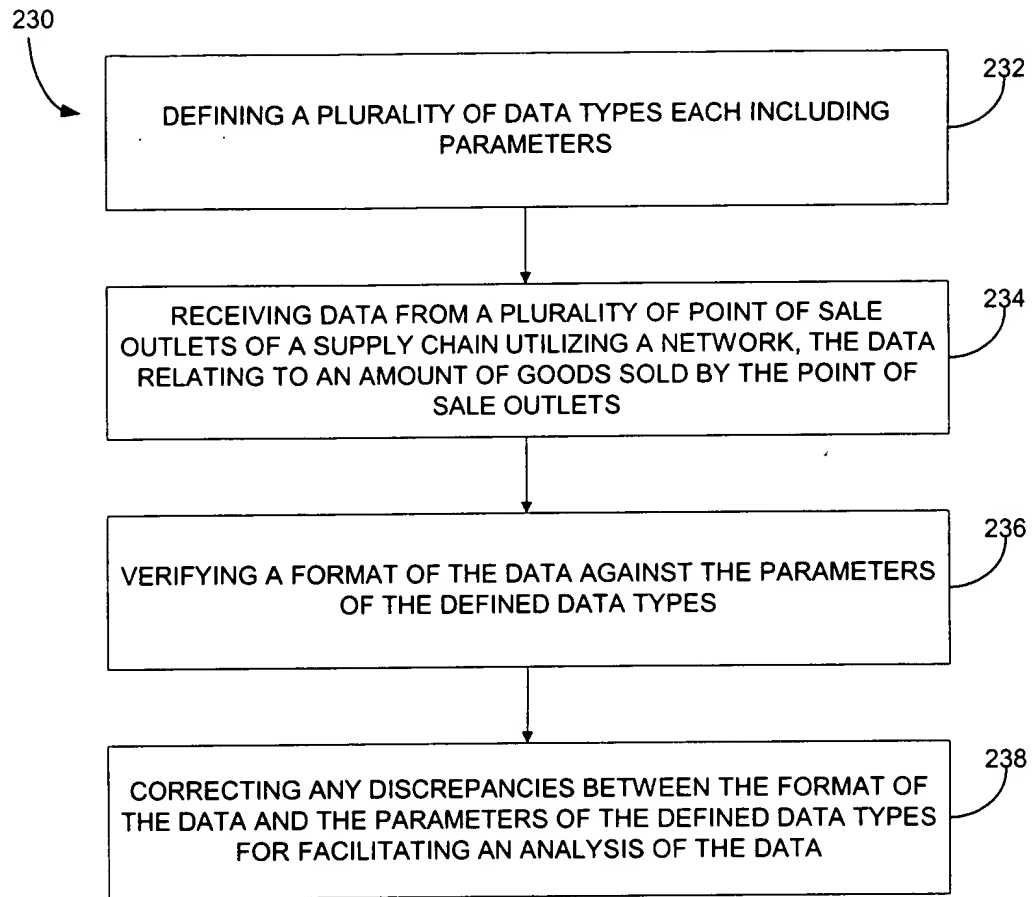 230
232
DEFINING A PLURALITY OF DATA TYPES EACH INCLUDING
PARAMETERS
234
RECEIVING DATA FROM A PLURALITY OF POINT OF SALE
OUTLETS OF A SUPPLY CHAIN UTILIZING A NETWORK, THE DATA
RELATING TO AN AMOUNT OF GOODS SOLD BY THE POINT OF
SALE OUTLETS
236
VERIFYING A FORMAT OF THE DATA AGAINST THE PARAMETERS
OF THE DEFINED DATA TYPES
238
CORRECTING ANY DISCREPANCIES BETWEEN THE FORMAT OF
THE DATA AND THE PARAMETERS OF THE DEFINED DATA TYPES
FOR FACILITATING AN ANALYSIS OF THE DATA